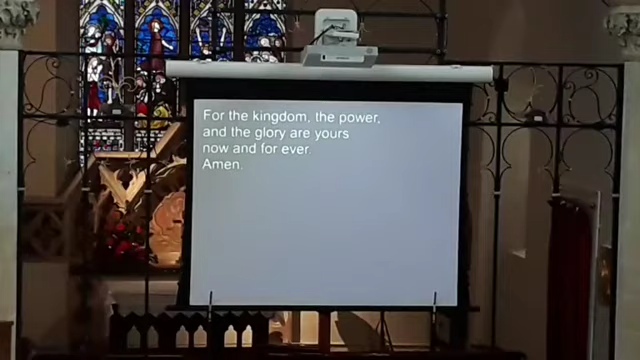 For the kingdom, the power,
and the glory are yours
now and for ever.
Amen.